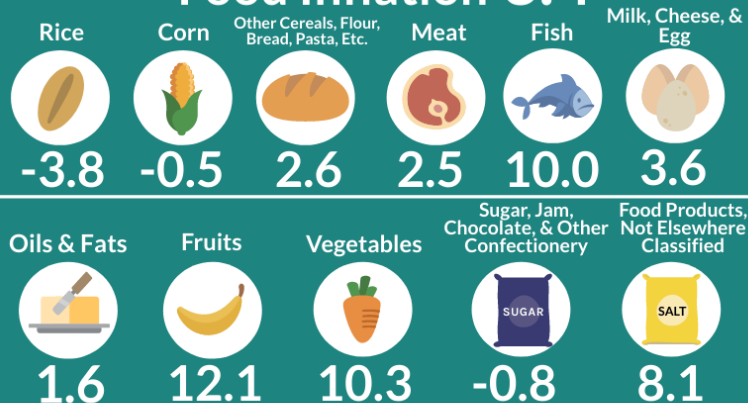 Food Inflation
Rice
Corn
Other Cereals, Flour,
Bread, Pasta, Etc.
Meat
Fish
Milk, Cheese, &
Egg
-3.8
-0.5
2.6
2.5
10.0
3.6
Oils & Fats
Fruits
Vegetables
Sugar, Jam,
Chocolate, & Other
Confectionery
Food Products,
Not Elsewhere
Classified
SUGAR
SALT
1.6
12.1
10.3
-0.8
8.1